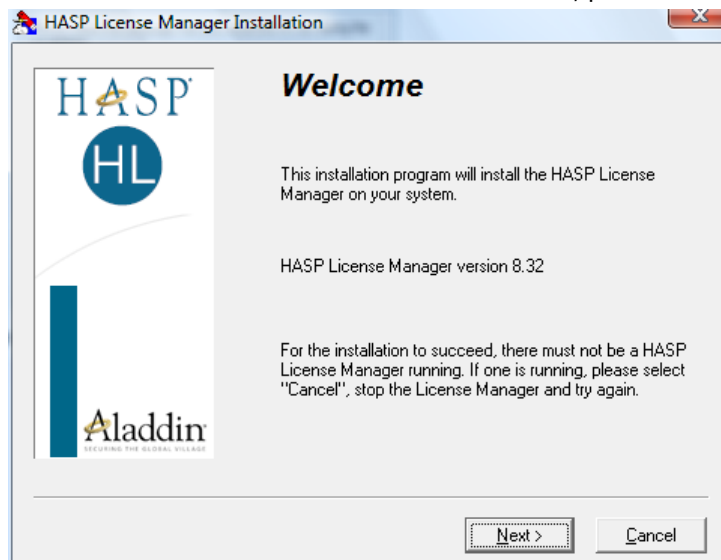 HASP License Manager Installation
HASP
HL
Aladdin
SECURING THE GLOBAL VILLAGE
Welcome
This installation program will install the HASP License
Manager on your system.
HASP License Manager version 8.32
For the installation to succeed, there must not be a HASP
License Manager running. If one is running, please select
"Cancel", stop the License Manager and try again.
Next >
Cancel